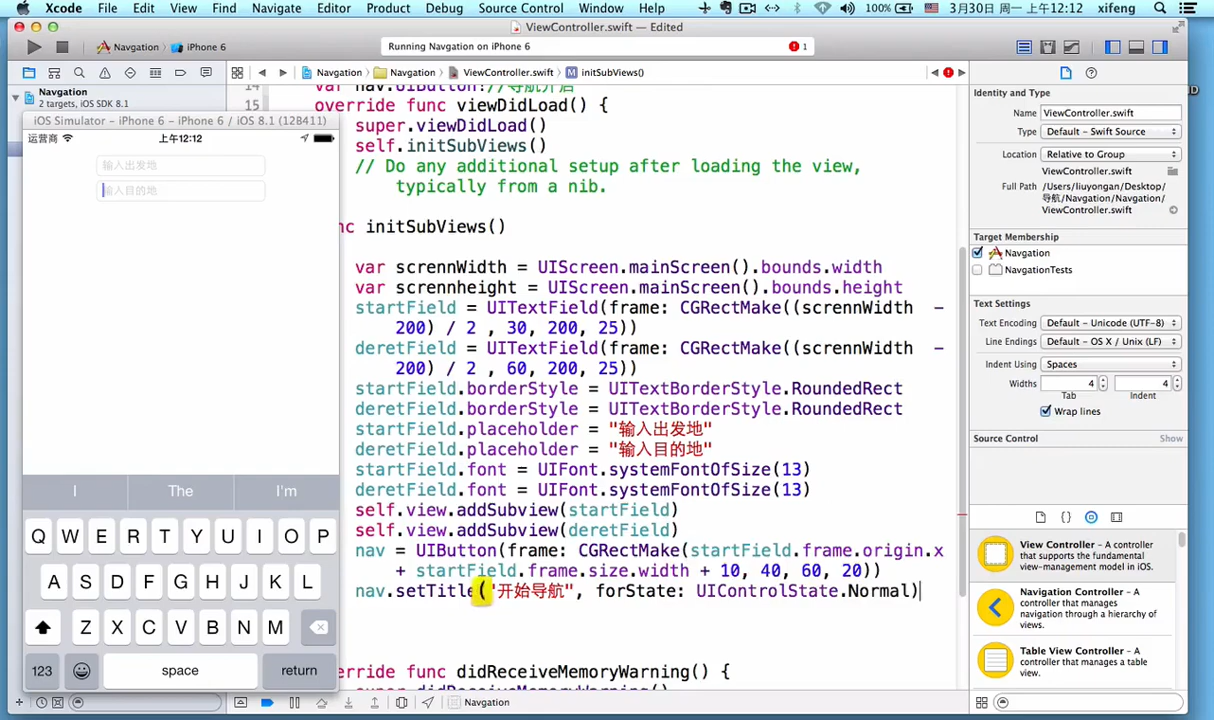 Xcode File Edit View Find Navigate Editor Product Debug Source Control Window Help 100% 3月30日 周一 上午12:12 xifeng
ViewController.swift — Edited
Navgation iPhone 6 Running Navgation on iPhone 6 1
Navgation Navgation ViewController.swift initSubViews()
Navgation
2 targets, iOS SDK 8.1
iOS Simulator - iPhone 6 - iPhone 6 / iOS 8.1 (12B411)
运营商 上午12:12
输入出发地
输入目的地
I The I'm
Q W E R T Y U I O P
A S D F G H J K L
Z X C V B N M
123 space return
14 var nav:UIButton!//导航开启
15 override func viewDidLoad() {
super.viewDidLoad()
self.initSubViews()
// Do any additional setup after loading the view,
typically from a nib.
nc initSubViews()
var scrennWidth = UIScreen.mainScreen().bounds.width
var scrennheight = UIScreen.mainScreen().bounds.height
startField = UITextField(frame: CGRectMake((scrennWidth -
200) / 2 , 30, 200, 25))
deretField = UITextField(frame: CGRectMake((scrennWidth -
200) / 2 , 60, 200, 25))
startField.borderStyle = UITextBorderStyle.RoundedRect
deretField.borderStyle = UITextBorderStyle.RoundedRect
startField.placeholder = "输入出发地"
deretField.placeholder = "输入目的地"
startField.font = UIFont.systemFontOfSize(13)
deretField.font = UIFont.systemFontOfSize(13)
self.view.addSubview(startField)
self.view.addSubview(deretField)
nav = UIButton(frame: CGRectMake(startField.frame.origin.x
+ startField.frame.size.width + 10, 40, 60, 20))
nav.setTitle("开始导航", forState: UIControlState.Normal)
verride func didReceiveMemoryWarning() {
super.didReceiveMemoryWarning
Navgation
Identity and Type
Name ViewController.swift
Type Default - Swift Source
Location Relative to Group
ViewController.swift
Full Path /Users/liuyongan/Desktop/
导航/Navgation/Navgation/
ViewController.swift
Target Membership
Navgation
NavgationTests
Text Settings
Text Encoding Default - Unicode (UTF-8)
Line Endings Default - OS X / Unix (LF)
Indent Using Spaces
Widths 4 4
Tab Indent
Wrap lines
Source Control Show
View Controller - A controller
that supports the fundamental
view-management model in iOS.
Navigation Controller - A
controller that manages
navigation through a hierarchy of
views.
Table View Controller - A
controller that manages a table
view.